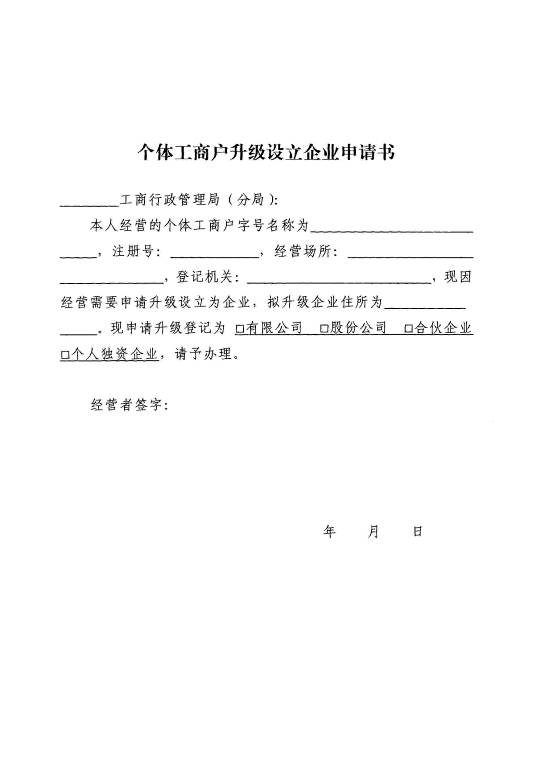 个体工商户升级设立企业申请书
________工商行政管理局（分局）：
本人经营的个体工商户字号名称为______________________
_____，注册号：____________，经营场所：_________________
______________，登记机关：_________________________，现因
经营需要申请升级设立为企业，拟升级企业住所为___________
_____。现申请升级登记为 □有限公司 □股份公司 □合伙企业
□个人独资企业，请予办理。
经营者签字：
年 月 日